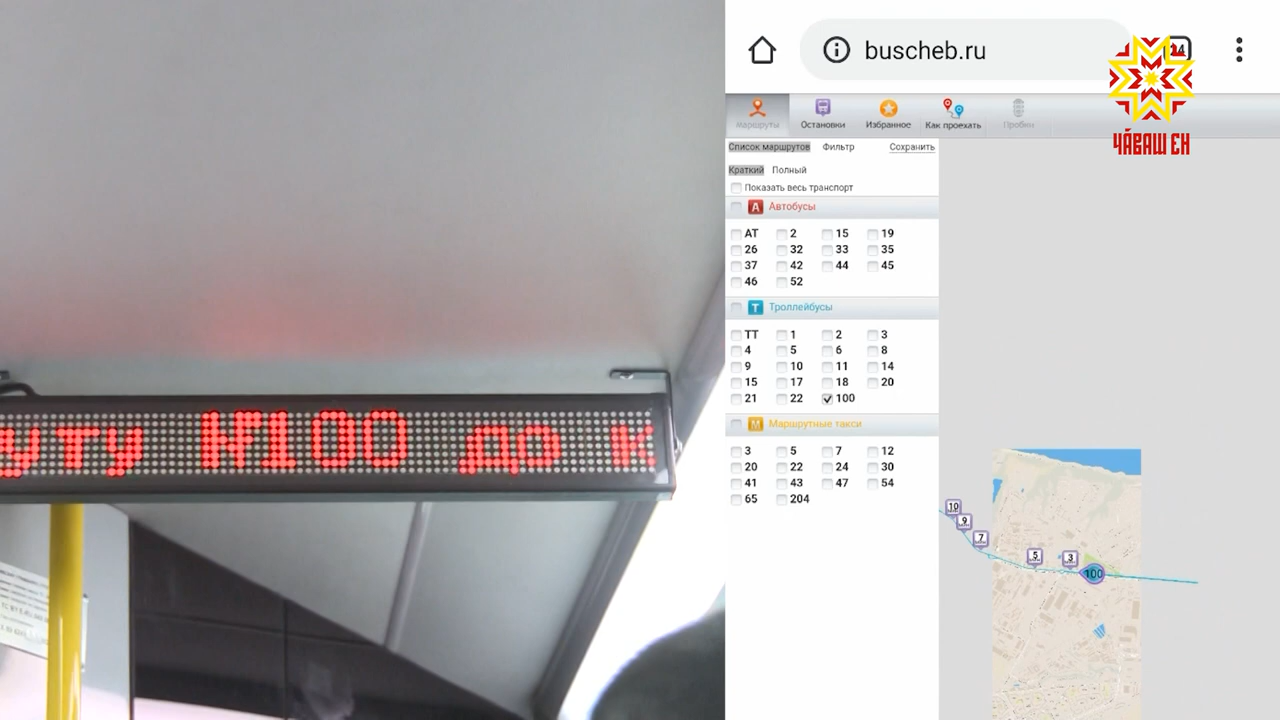 УТУ №100 ДО К
buscheb.ru
24
ЧӐВАШ ЕН
Маршруты Остановки Избранное Как проехать Пробки
Список маршрутов Фильтр Сохранить
Краткий Полный
Показать весь транспорт
А Автобусы
АТ 2 15 19
26 32 33 35
37 42 44 45
46 52
Т Троллейбусы
ТТ 1 2 3
4 5 6 8
9 10 11 14
15 17 18 20
21 22 100
М Маршрутные такси
3 5 7 12
20 22 24 30
41 43 47 54
65 204
10
9
7
5
3
100